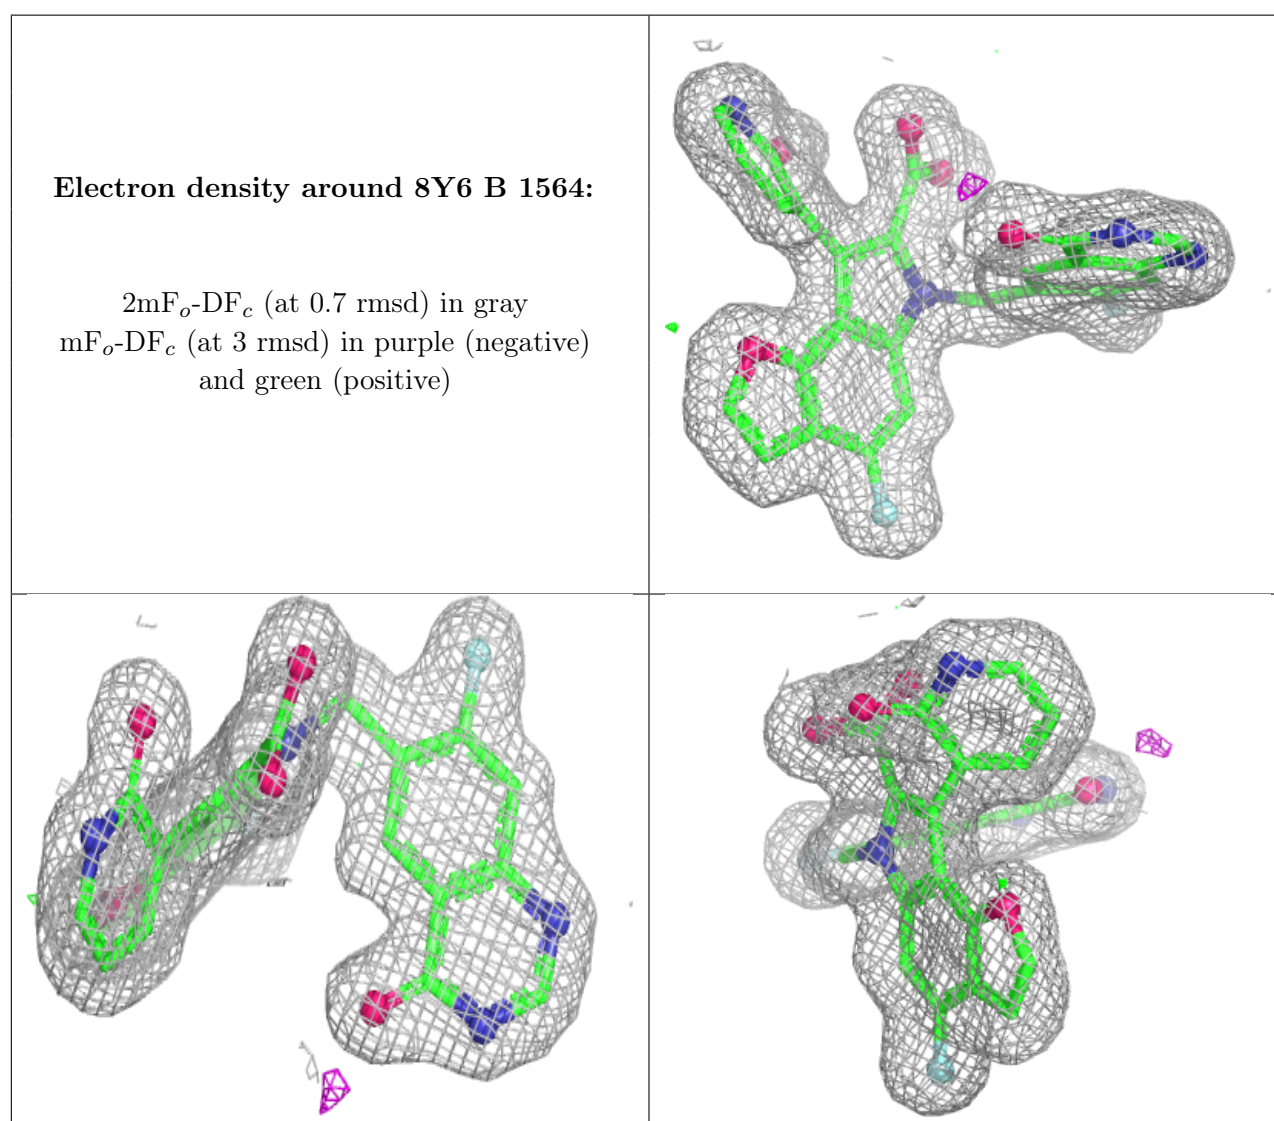 Electron density around 8Y6 B 1564:
2mFo-DFc (at 0.7 rmsd) in gray
mFo-DFc (at 3 rmsd) in purple (negative)
and green (positive)